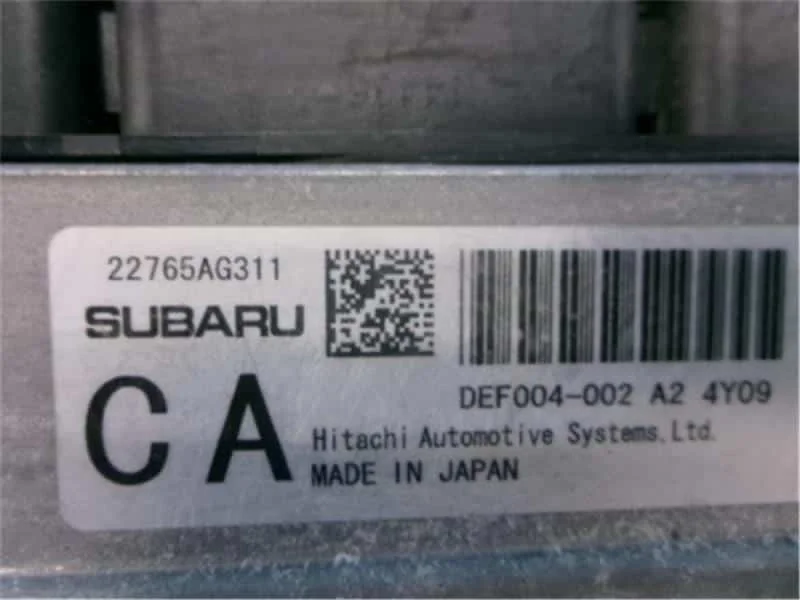 22765AG311
SUBARU
CA
DEF004-002 A2 4Y09
Hitachi Automotive Systems,Ltd.
MADE IN JAPAN